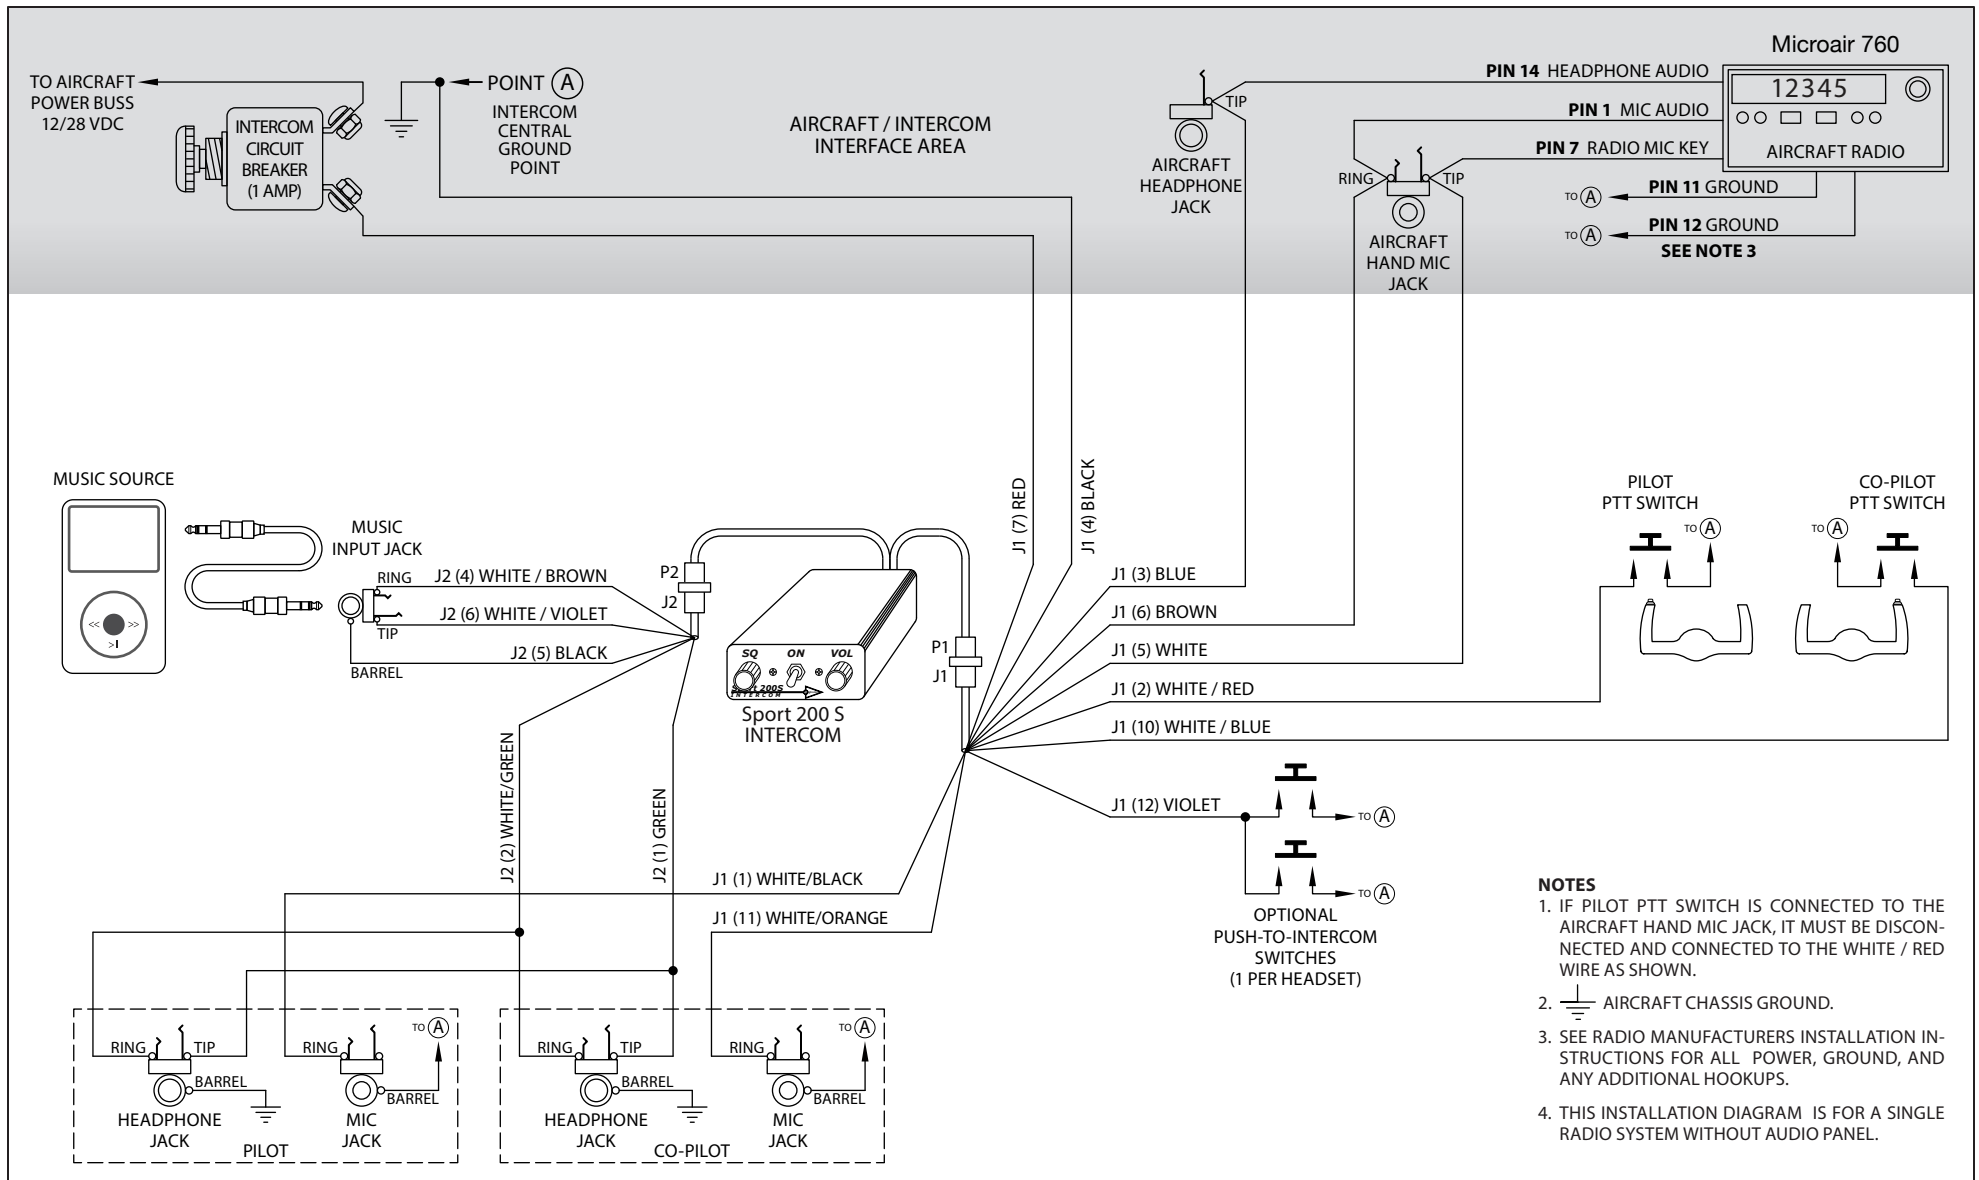 Microair 760
TO AIRCRAFT
POWER BUSS
12/28 VDC
INTERCOM
CIRCUIT
BREAKER
(1 AMP)
POINT A
INTERCOM
CENTRAL
GROUND
POINT
AIRCRAFT / INTERCOM
INTERFACE AREA
TIP
AIRCRAFT
HEADPHONE
JACK
PIN 14 HEADPHONE AUDIO
PIN 1 MIC AUDIO
PIN 7 RADIO MIC KEY
RING
TIP
AIRCRAFT
HAND MIC
JACK
12345
AIRCRAFT RADIO
TO A
PIN 11 GROUND
TO A
PIN 12 GROUND
SEE NOTE 3
MUSIC SOURCE
<< >>
>I
MUSIC
INPUT JACK
RING
TIP
BARREL
J2 (4) WHITE / BROWN
J2 (6) WHITE / VIOLET
J2 (5) BLACK
P2
J2
SQ ON VOL
Sport 200S
INTERCOM
Sport 200 S
INTERCOM
P1
J1
J1 (7) RED
J1 (4) BLACK
J1 (3) BLUE
J1 (6) BROWN
J1 (5) WHITE
J1 (2) WHITE / RED
J1 (10) WHITE / BLUE
J1 (12) VIOLET
PILOT
PTT SWITCH
TO A
CO-PILOT
PTT SWITCH
TO A
TO A
TO A
OPTIONAL
PUSH-TO-INTERCOM
SWITCHES
(1 PER HEADSET)
J2 (2) WHITE/GREEN
J2 (1) GREEN
J1 (1) WHITE/BLACK
J1 (11) WHITE/ORANGE
RING
TIP
BARREL
HEADPHONE
JACK
RING
TO A
BARREL
MIC
JACK
PILOT
RING
TIP
BARREL
HEADPHONE
JACK
RING
TO A
BARREL
MIC
JACK
CO-PILOT
NOTES
1. IF PILOT PTT SWITCH IS CONNECTED TO THE
AIRCRAFT HAND MIC JACK, IT MUST BE DISCON-
NECTED AND CONNECTED TO THE WHITE / RED
WIRE AS SHOWN.
2. AIRCRAFT CHASSIS GROUND.
3. SEE RADIO MANUFACTURERS INSTALLATION IN-
STRUCTIONS FOR ALL POWER, GROUND, AND
ANY ADDITIONAL HOOKUPS.
4. THIS INSTALLATION DIAGRAM IS FOR A SINGLE
RADIO SYSTEM WITHOUT AUDIO PANEL.